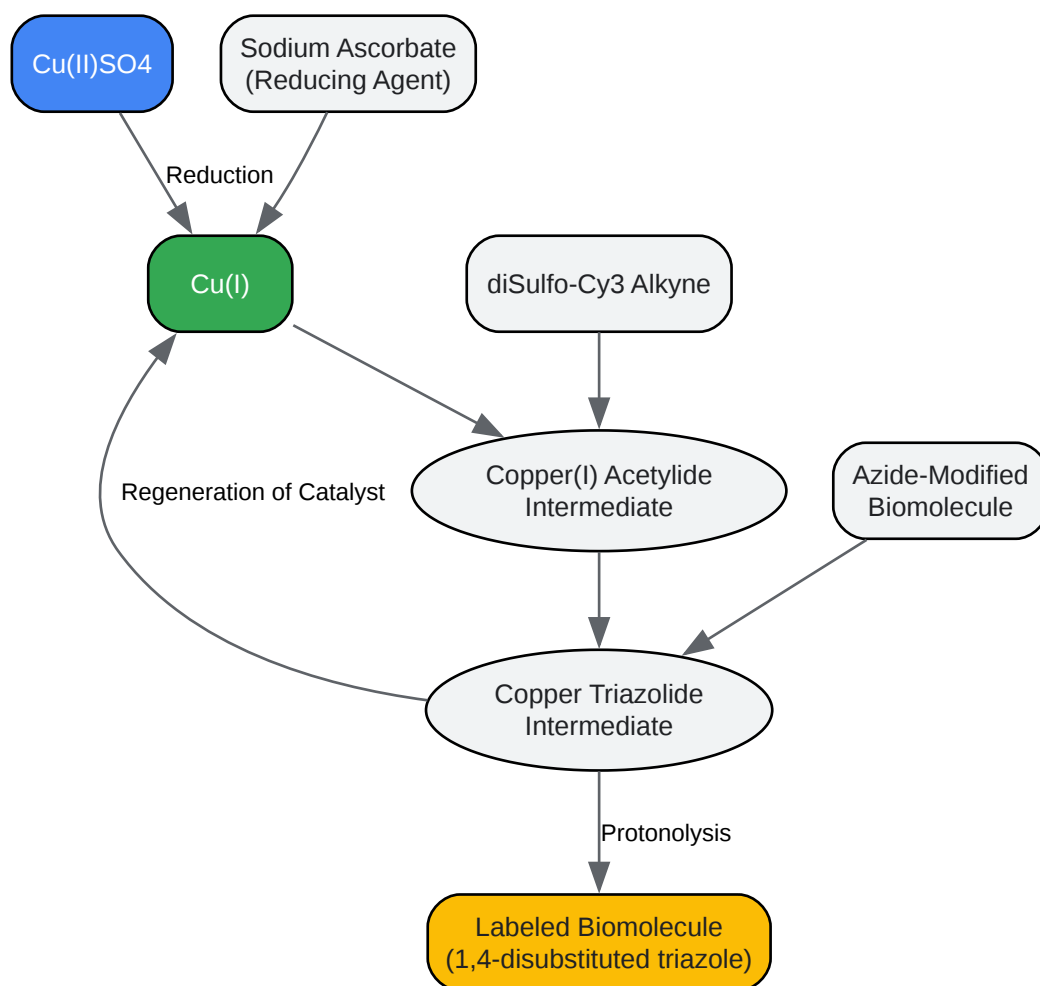 Cu(II)SO4
Sodium Ascorbate
(Reducing Agent)
Reduction
Cu(I)
diSulfo-Cy3 Alkyne
Copper(I) Acetylide
Intermediate
Azide-Modified
Biomolecule
Regeneration of Catalyst
Copper Triazolide
Intermediate
Protonolysis
Labeled Biomolecule
(1,4-disubstituted triazole)